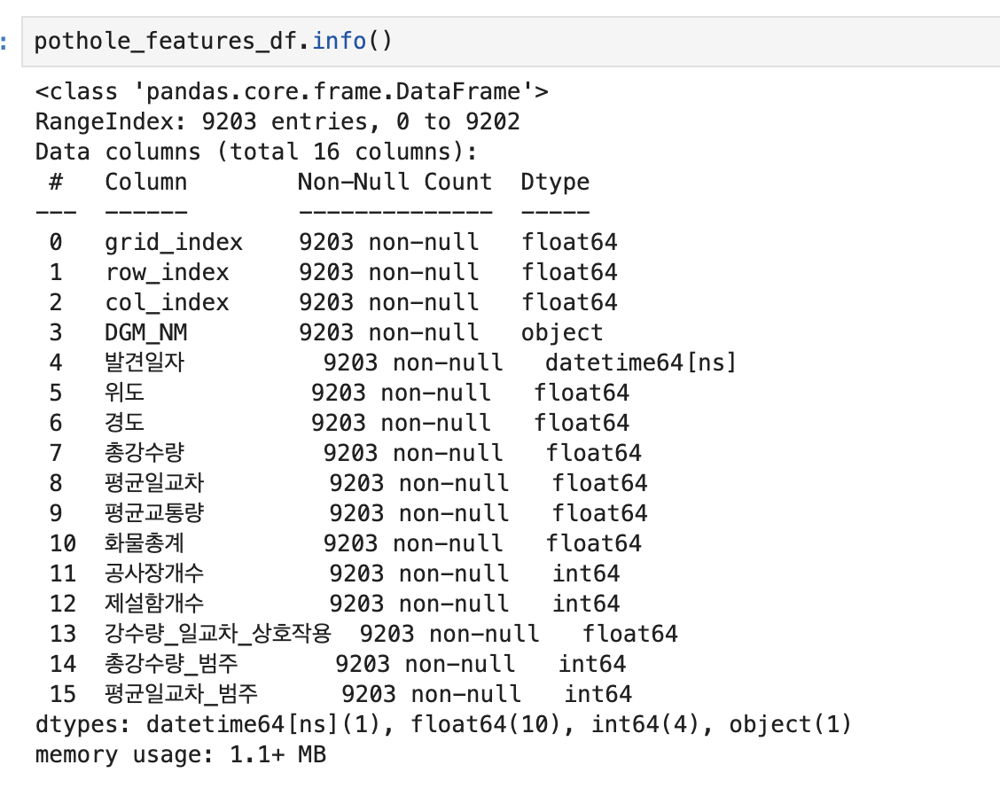 :
pothole_features_df.info()
<class 'pandas.core.frame.DataFrame'>
RangeIndex: 9203 entries, 0 to 9202
Data columns (total 16 columns):
 #   Column        Non-Null Count  Dtype
---  ------        --------------  -----
 0   grid_index    9203 non-null   float64
 1   row_index     9203 non-null   float64
 2   col_index     9203 non-null   float64
 3   DGM_NM        9203 non-null   object
 4   발견일자          9203 non-null   datetime64[ns]
 5   위도            9203 non-null   float64
 6   경도            9203 non-null   float64
 7   총강수량          9203 non-null   float64
 8   평균일교차         9203 non-null   float64
 9   평균교통량         9203 non-null   float64
 10  화물총계          9203 non-null   float64
 11  공사장개수         9203 non-null   int64
 12  제설함개수         9203 non-null   int64
 13  강수량_일교차_상호작용  9203 non-null   float64
 14  총강수량_범주       9203 non-null   int64
 15  평균일교차_범주      9203 non-null   int64
dtypes: datetime64[ns](1), float64(10), int64(4), object(1)
memory usage: 1.1+ MB